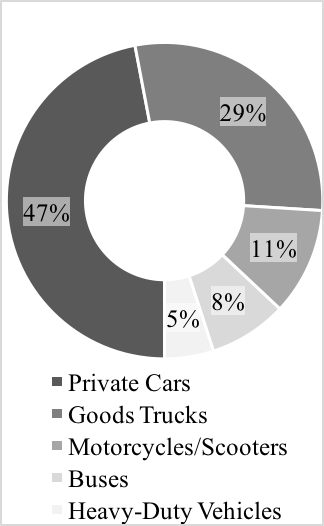 29%
47%
11%
8%
5%
Private Cars
Goods Trucks
Motorcycles/Scooters
Buses
Heavy-Duty Vehicles